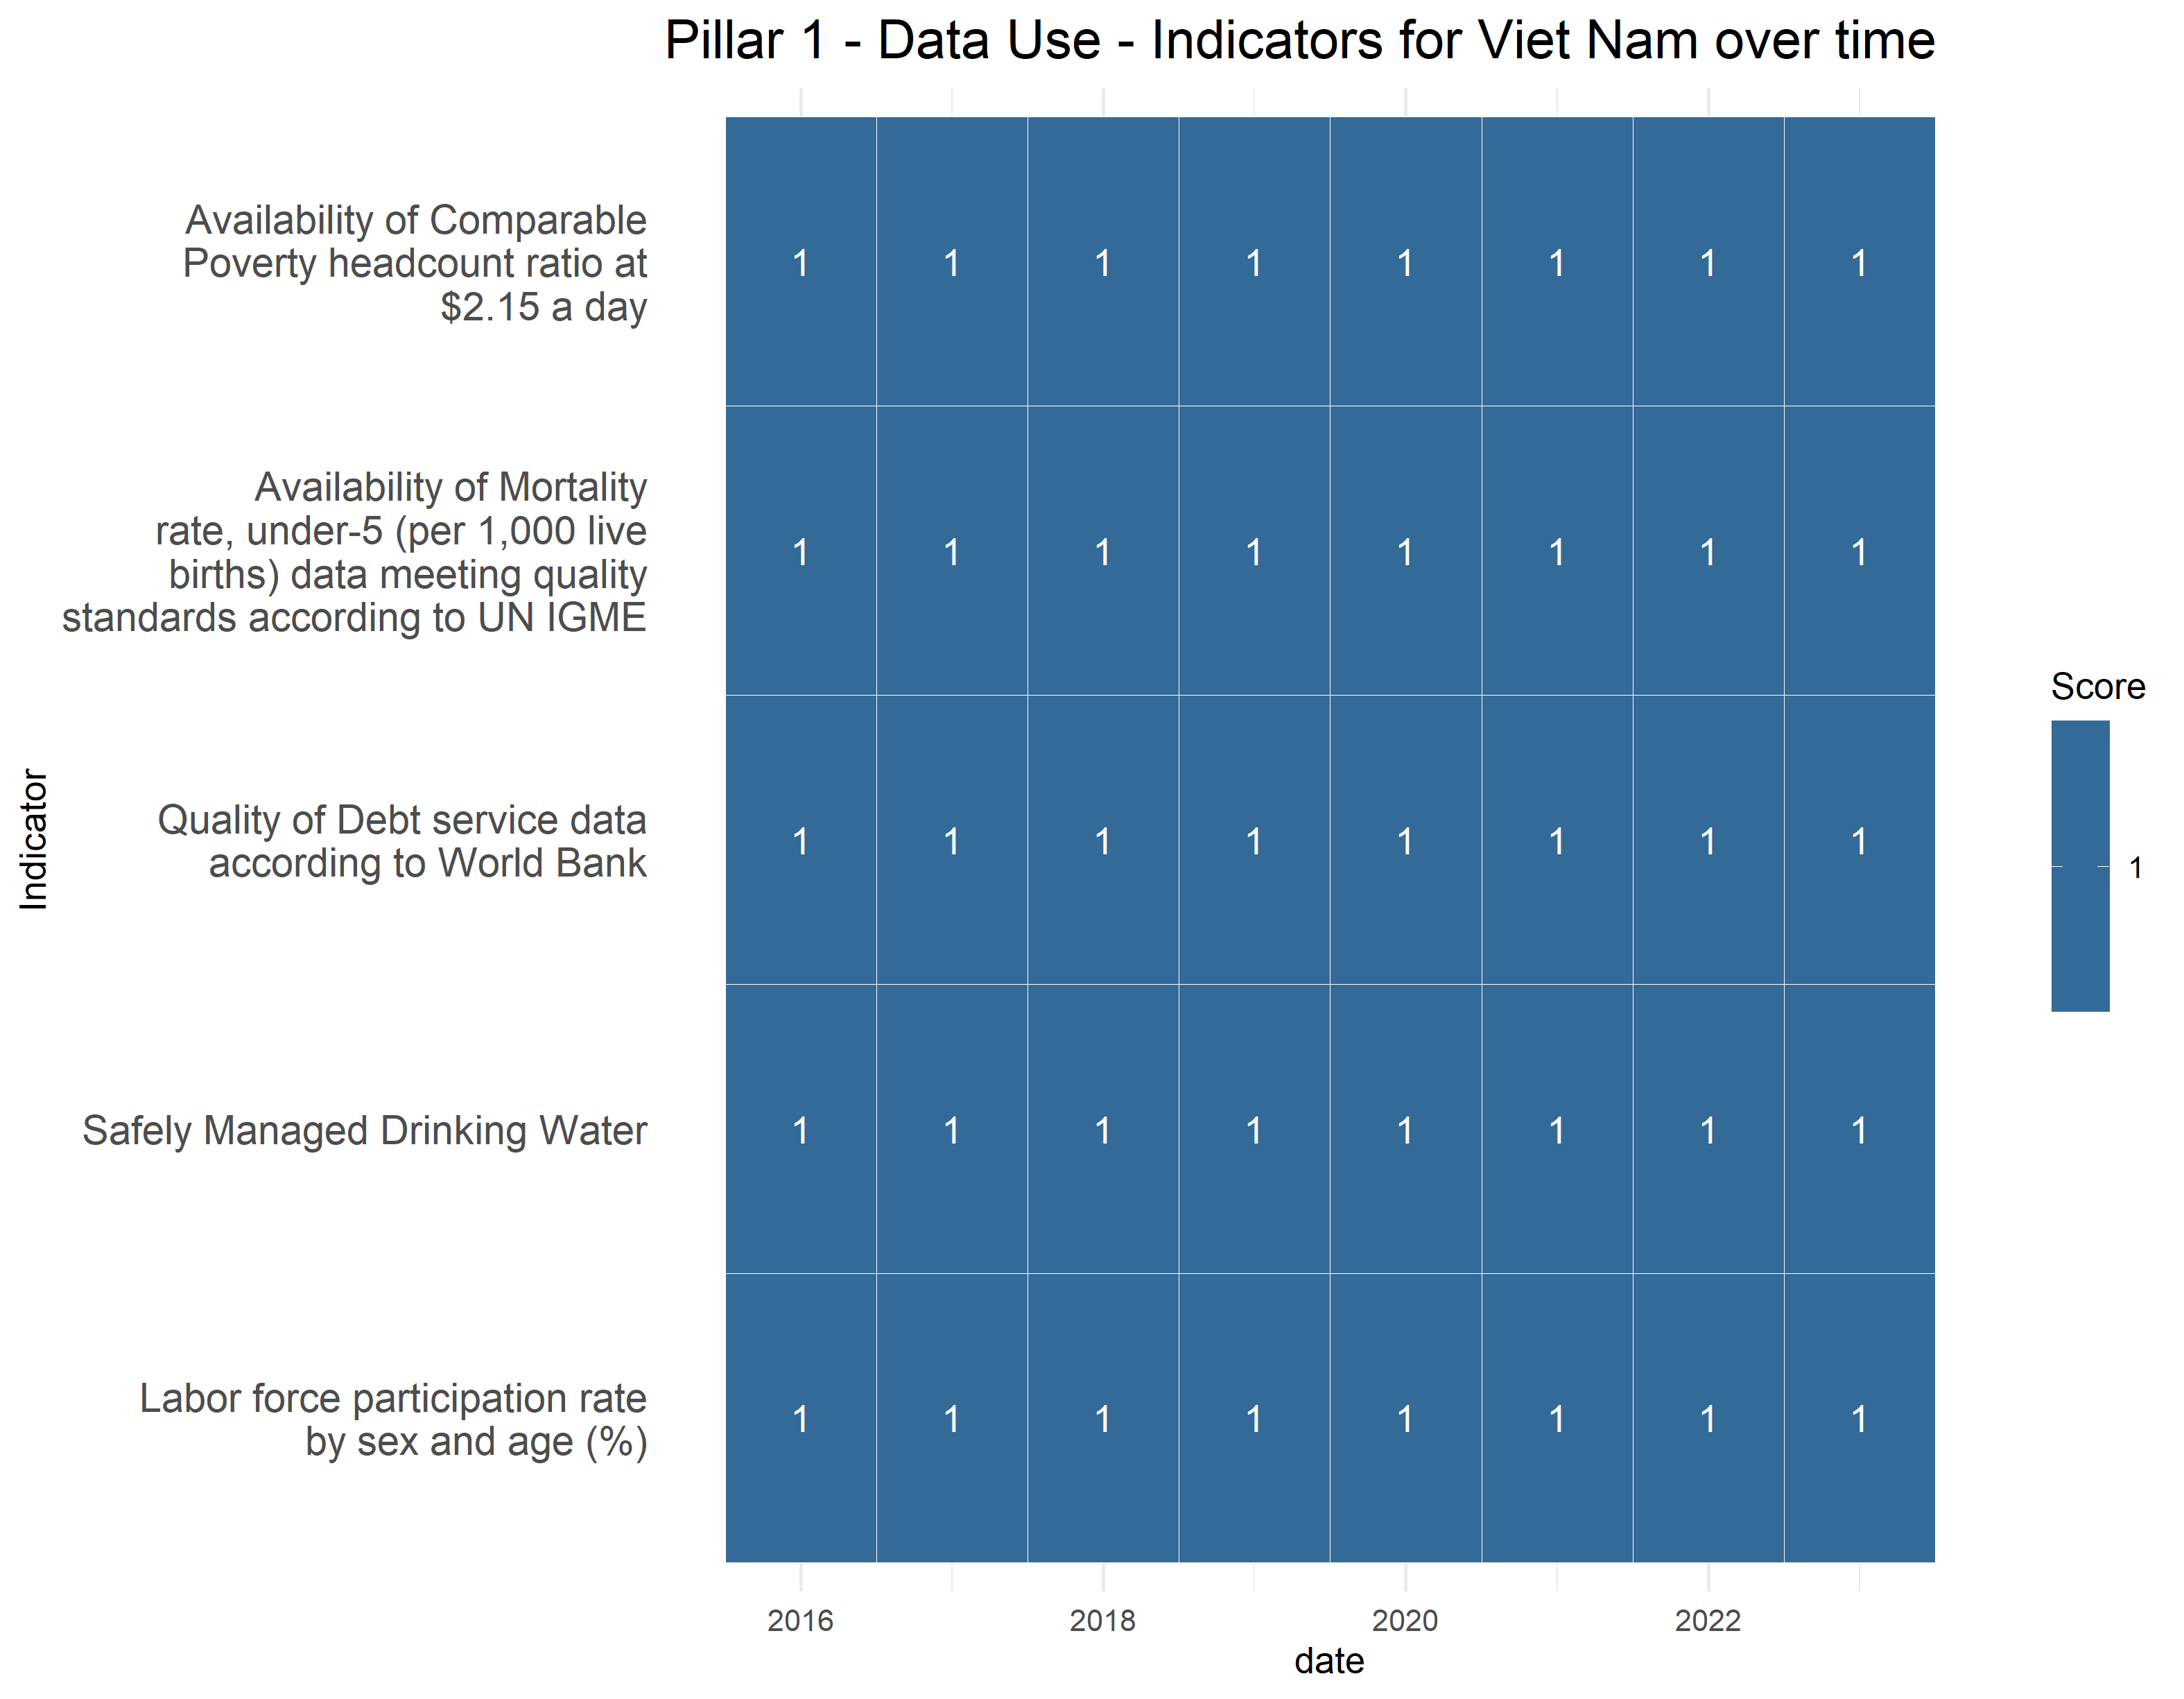 Pillar 1 - Data Use - Indicators for Viet Nam over time
Indicator
Availability of Comparable
Poverty headcount ratio at
$2.15 a day
1 1 1 1 1 1 1 1
Availability of Mortality
rate, under-5 (per 1,000 live
births) data meeting quality
standards according to UN IGME
1 1 1 1 1 1 1 1
Quality of Debt service data
according to World Bank
1 1 1 1 1 1 1 1
Safely Managed Drinking Water
1 1 1 1 1 1 1 1
Labor force participation rate
by sex and age (%)
1 1 1 1 1 1 1 1
2016 2018 2020 2022
date
Score
1